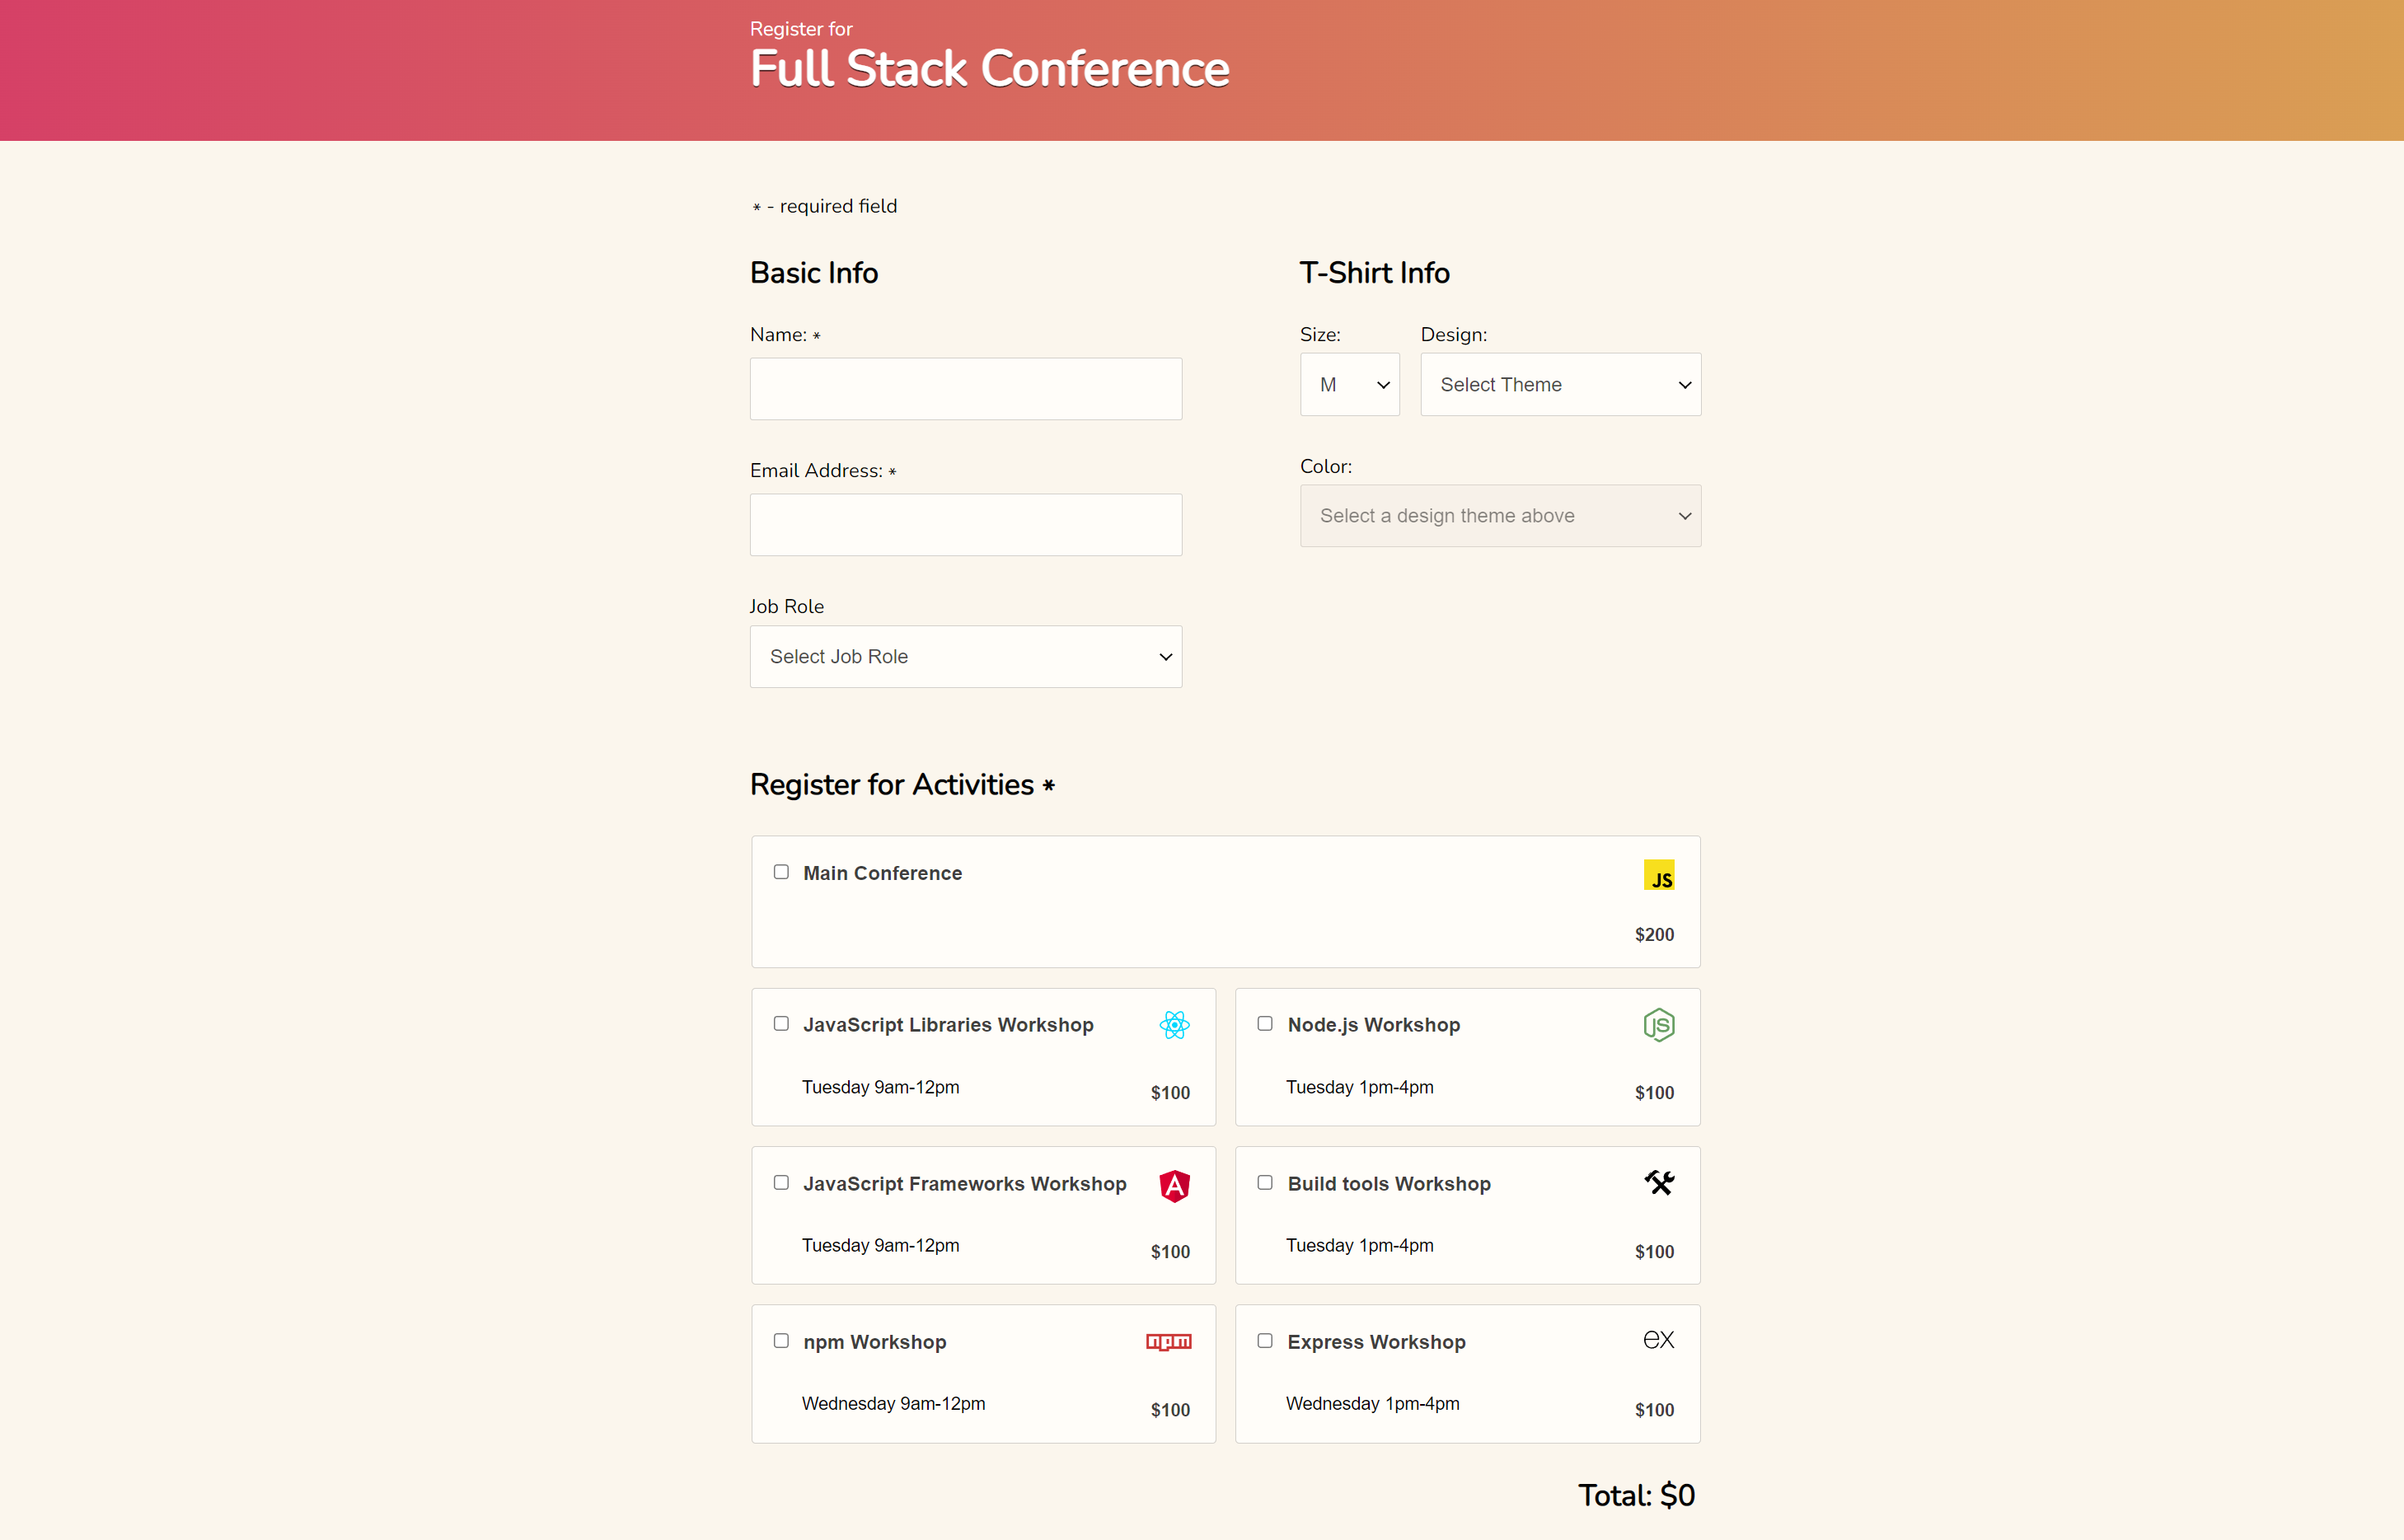 Register for
Full Stack Conference
* - required field
Basic Info
Name: *
Email Address: *
Job Role
Select Job Role
T-Shirt Info
Size:
M
Design:
Select Theme
Color:
Select a design theme above
Register for Activities *
Main Conference
JS
$200
JavaScript Libraries Workshop
Tuesday 9am-12pm
$100
Node.js Workshop
JS
Tuesday 1pm-4pm
$100
JavaScript Frameworks Workshop
A
Tuesday 9am-12pm
$100
Build tools Workshop
Tuesday 1pm-4pm
$100
npm Workshop
npm
Wednesday 9am-12pm
$100
Express Workshop
ex
Wednesday 1pm-4pm
$100
Total: $0